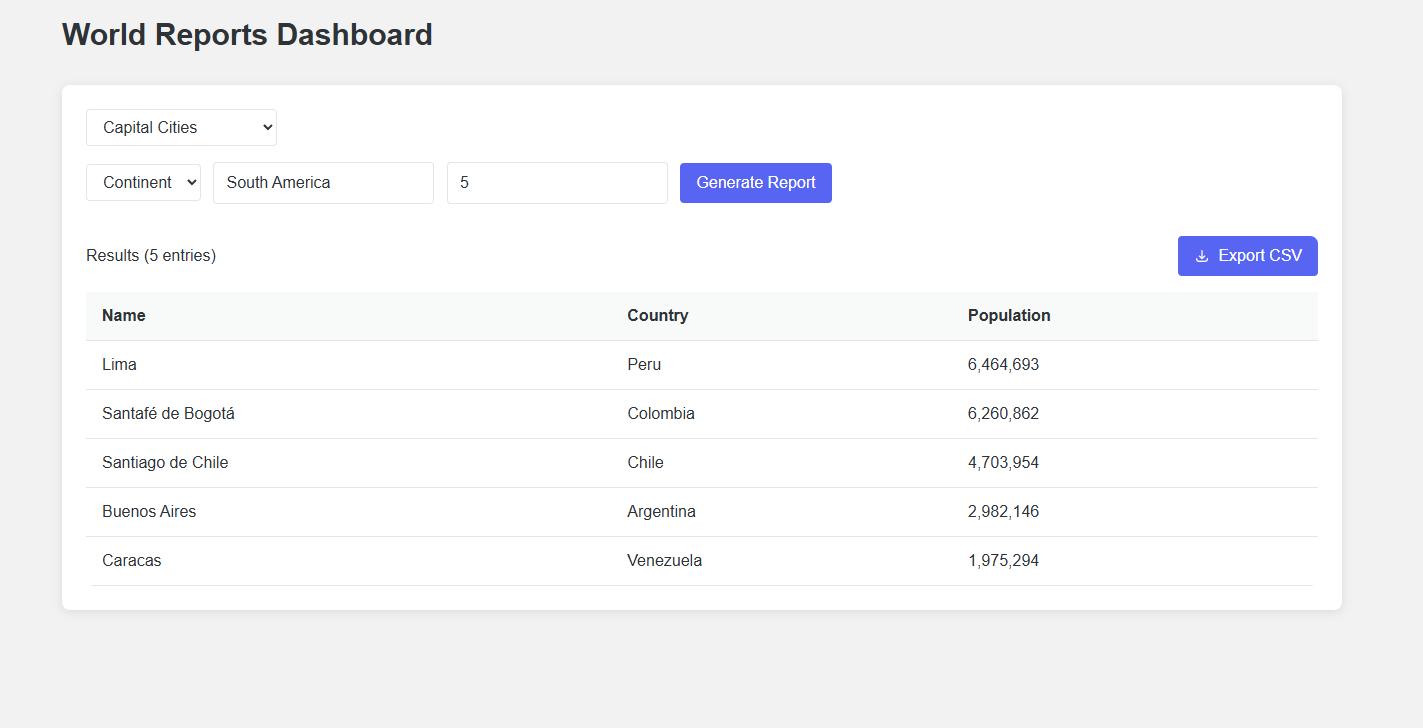 World Reports Dashboard
Capital Cities
Continent South America 5 Generate Report
Results (5 entries) Export CSV
Name Country Population
Lima Peru 6,464,693
Santafé de Bogotá Colombia 6,260,862
Santiago de Chile Chile 4,703,954
Buenos Aires Argentina 2,982,146
Caracas Venezuela 1,975,294